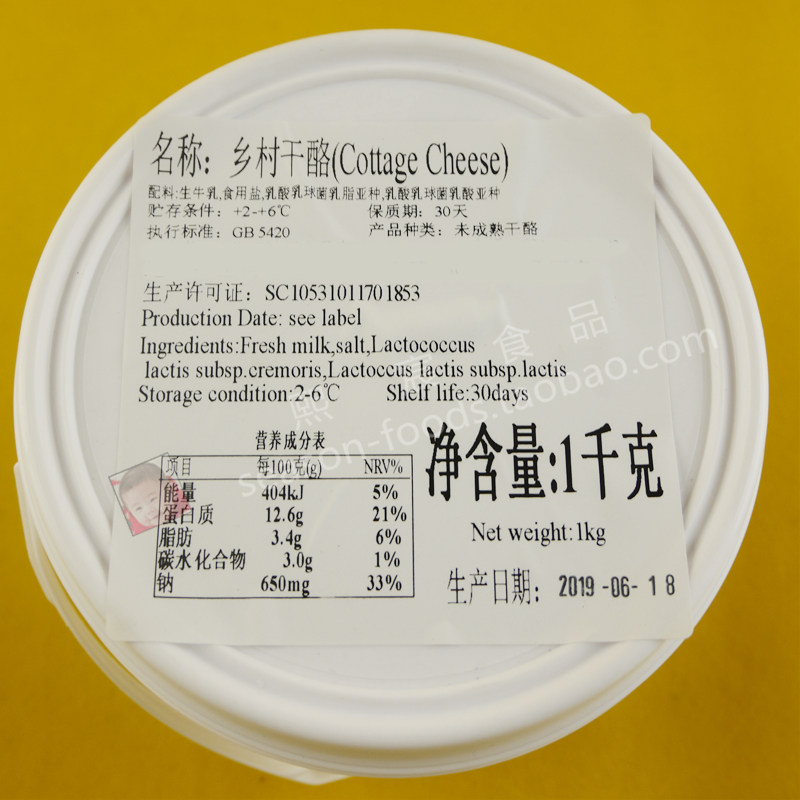 名称：乡村干酪(Cottage Cheese)
配料:生牛乳,食用盐,乳酸乳球菌乳脂亚种,乳酸乳球菌乳酸亚种
贮存条件：+2-+6℃ 保质期：30天
执行标准：GB 5420 产品种类：未成熟干酪
生产许可证：SC10531011701853
Production Date: see label
Ingredients:Fresh milk,salt,Lactococcus
lactis subsp.cremoris,Lactoccus lactis subsp.lactis
Storage condition:2-6℃ Shelf life:30days
营养成分表
项目 每100克(g) NRV%
能量 404kJ 5%
蛋白质 12.6g 21%
脂肪 3.4g 6%
碳水化合物 3.0g 1%
钠 650mg 33%
净含量:1千克
Net weight:1kg
生产日期：2019-06-18
season-foods.taobao.com